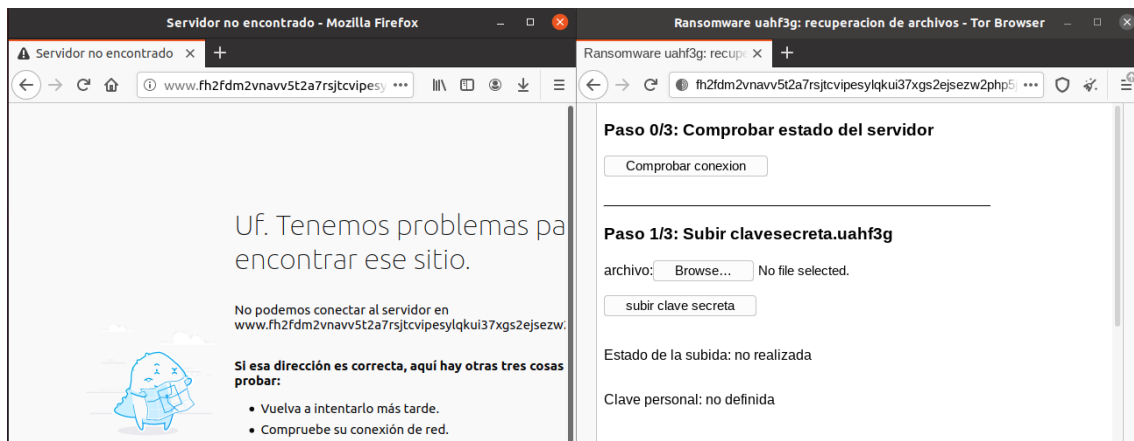 Servidor no encontrado - Mozilla Firefox
Servidor no encontrado
www.fh2fdm2vnavv5t2a7rsjtcvipesy
Uf. Tenemos problemas pa
encontrar ese sitio.
No podemos conectar al servidor en
www.fh2fdm2vnavv5t2a7rsjtcvipesylqkui37xgs2ejsezw
Si esa dirección es correcta, aquí hay otras tres cosas
probar:
• Vuelva a intentarlo más tarde.
• Compruebe su conexión de red.
Ransomware uahf3g: recuperacion de archivos - Tor Browser
Ransomware uahf3g: recupe
fh2fdm2vnavv5t2a7rsjtcvipesylqkui37xgs2ejsezw2php5
Paso 0/3: Comprobar estado del servidor
Comprobar conexion
Paso 1/3: Subir clavesecreta.uahf3g
archivo: Browse... No file selected.
subir clave secreta
Estado de la subida: no realizada
Clave personal: no definida